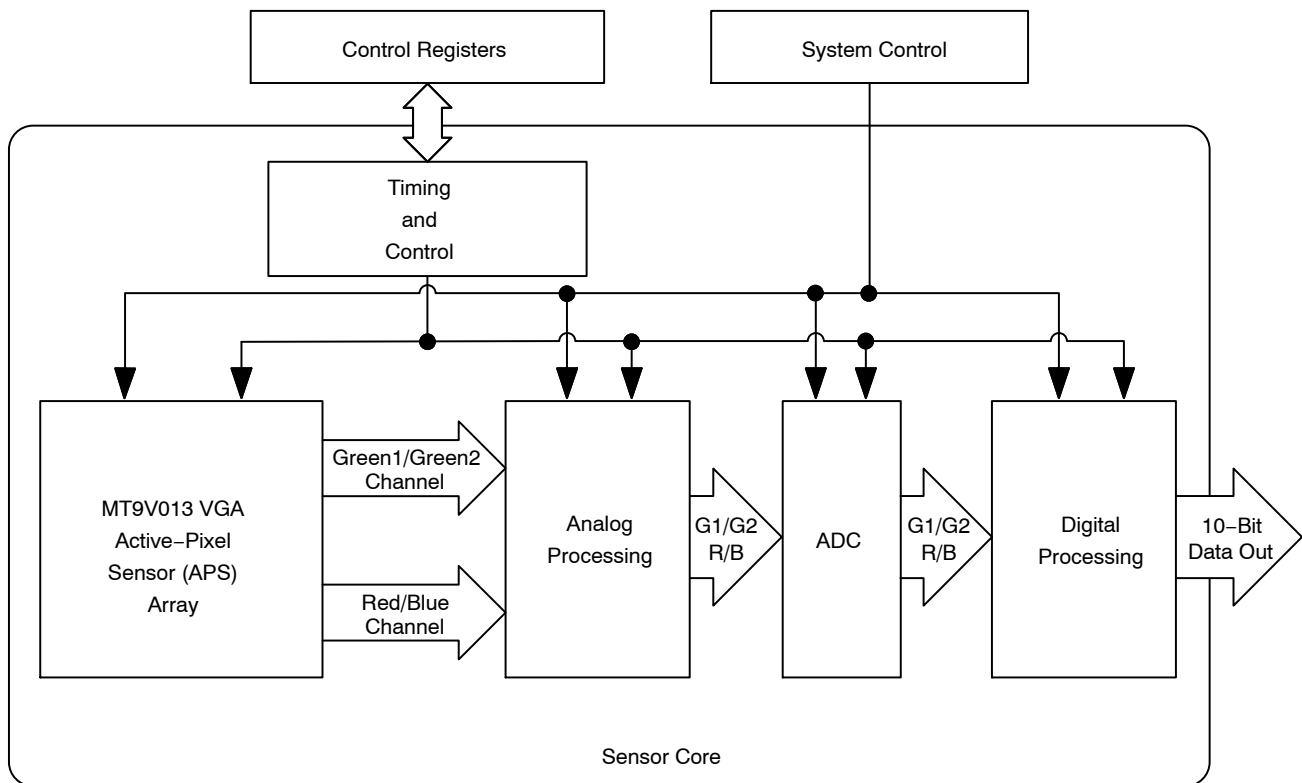 Control Registers
System Control
Timing
and
Control
MT9V013 VGA
Active−Pixel
Sensor (APS)
Array
Green1/Green2
Channel
Red/Blue
Channel
Analog
Processing
G1/G2
R/B
ADC
G1/G2
R/B
Digital
Processing
10−Bit
Data Out
Sensor Core